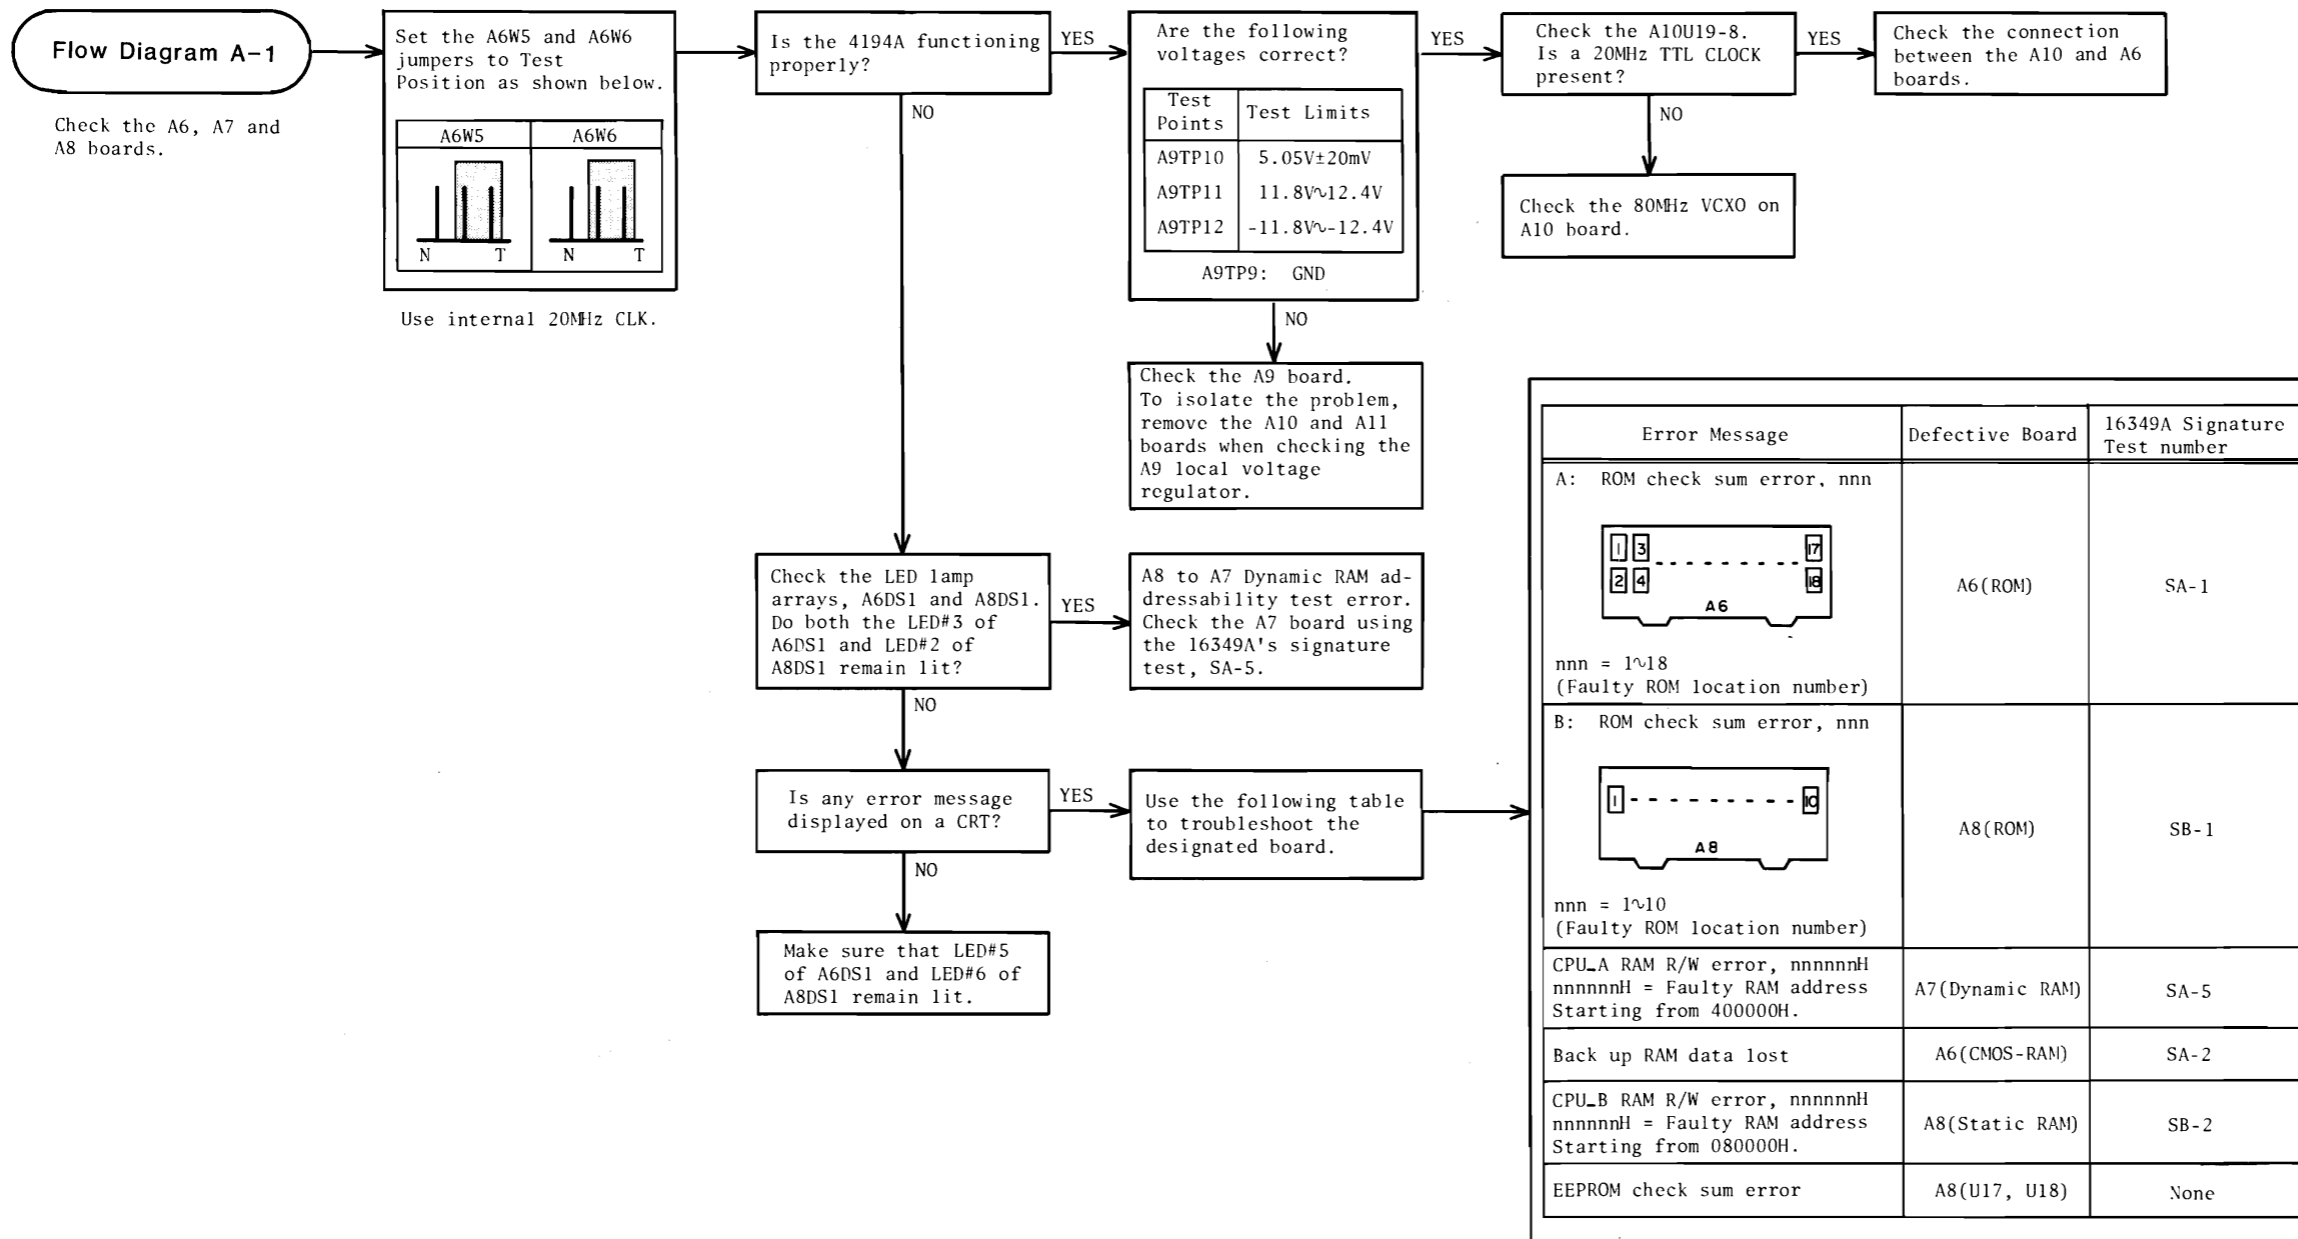 Flow Diagram A-1
Check the A6, A7 and
A8 boards.
Set the A6W5 and A6W6
jumpers to Test
Position as shown below.
A6W5 A6W6
N T N T
Use internal 20MHz CLK.
Is the 4194A functioning
properly?
YES
NO
Are the following
voltages correct?
Test
Points
Test Limits
A9TP10 5.05V±20mV
A9TP11 11.8V~12.4V
A9TP12 -11.8V~-12.4V
A9TP9: GND
YES
NO
Check the A10U19-8.
Is a 20MHz TTL CLOCK
present?
YES
NO
Check the connection
between the A10 and A6
boards.
Check the 80MHz VCXO on
A10 board.
Check the A9 board.
To isolate the problem,
remove the A10 and A11
boards when checking the
A9 local voltage
regulator.
Check the LED lamp
arrays, A6DS1 and A8DS1.
Do both the LED#3 of
A6DS1 and LED#2 of
A8DS1 remain lit?
YES
NO
A8 to A7 Dynamic RAM ad-
dressability test error.
Check the A7 board using
the 16349A's signature
test, SA-5.
Is any error message
displayed on a CRT?
YES
NO
Use the following table
to troubleshoot the
designated board.
Make sure that LED#5
of A6DS1 and LED#6 of
A8DS1 remain lit.
Error Message
Defective Board
16349A Signature
Test number
A: ROM check sum error, nnn
1 3 17
2 4 18
A6
nnn = 1~18
(Faulty ROM location number)
A6(ROM)
SA-1
B: ROM check sum error, nnn
1 10
A8
nnn = 1~10
(Faulty ROM location number)
A8(ROM)
SB-1
CPU_A RAM R/W error, nnnnnnH
nnnnnnH = Faulty RAM address
Starting from 400000H.
A7(Dynamic RAM)
SA-5
Back up RAM data lost
A6(CMOS-RAM)
SA-2
CPU_B RAM R/W error, nnnnnnH
nnnnnnH = Faulty RAM address
Starting from 080000H.
A8(Static RAM)
SB-2
EEPROM check sum error
A8(U17, U18)
None